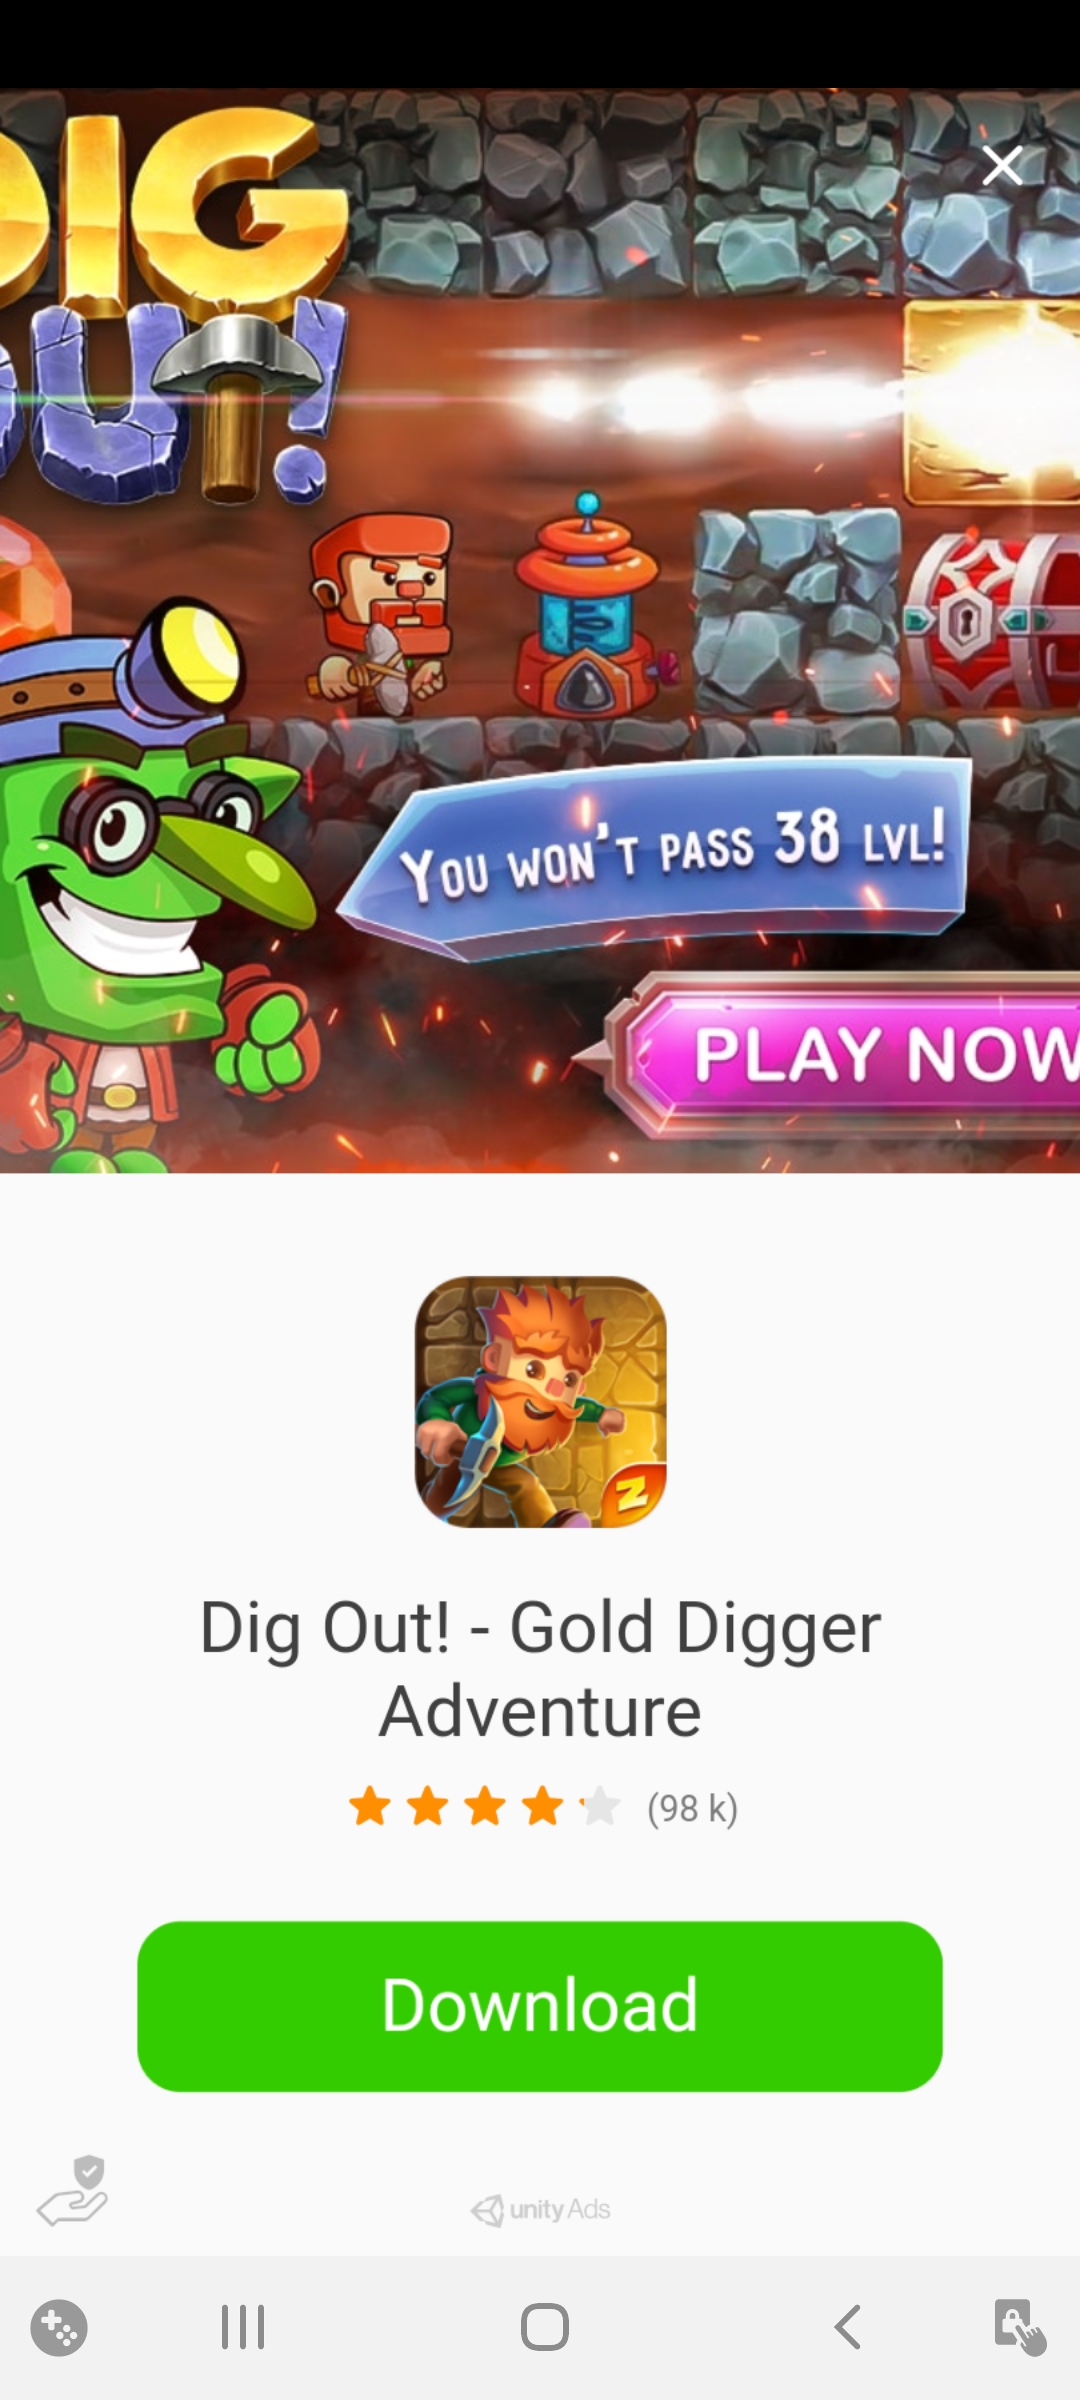 DIG
OUT!
YOU WON'T PASS 38 LVL!
PLAY NOW
Z
Dig Out! - Gold Digger
Adventure
(98 k)
Download
unity Ads